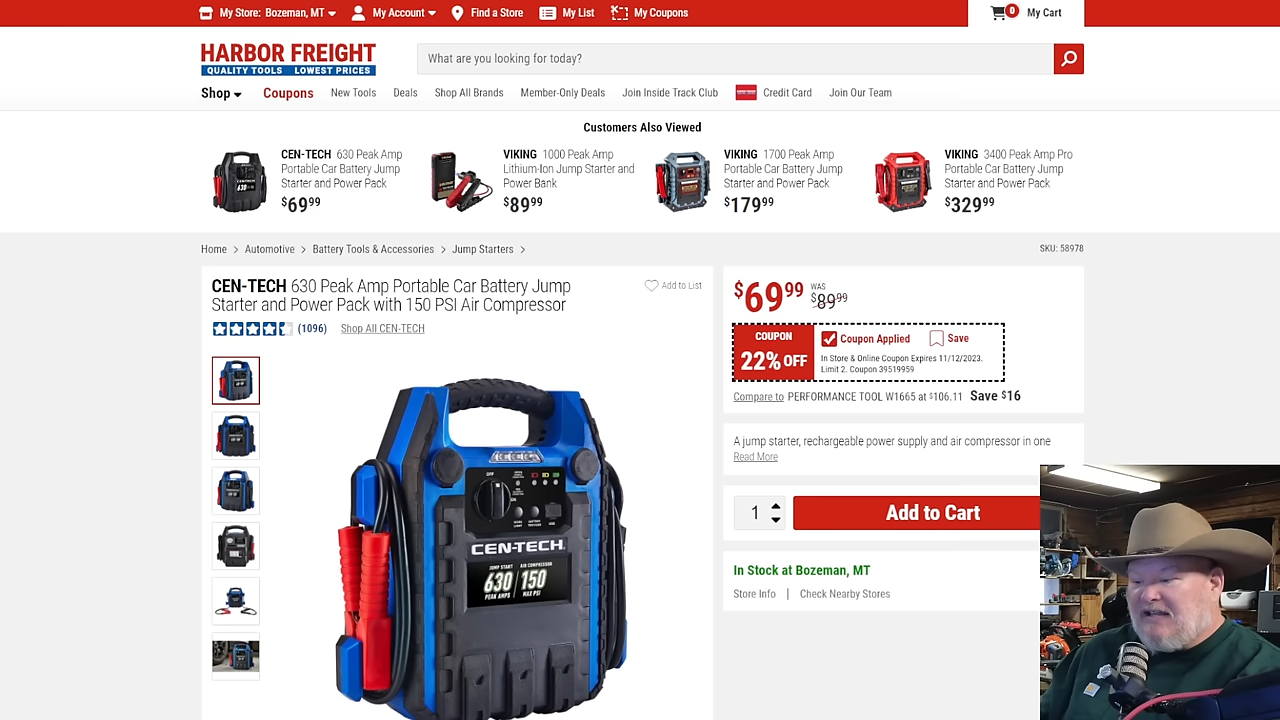 My Store: Bozeman, MT My Account Find a Store My List My Coupons 0 My Cart
HARBOR FREIGHT
QUALITY TOOLS LOWEST PRICES
What are you looking for today?
Shop Coupons New Tools Deals Shop All Brands Member-Only Deals Join Inside Track Club Credit Card Join Our Team
Customers Also Viewed
CEN-TECH 630 Peak Amp
Portable Car Battery Jump
Starter and Power Pack
$69 99
VIKING 1000 Peak Amp
Lithium-Ion Jump Starter and
Power Bank
$89 99
VIKING 1700 Peak Amp
Portable Car Battery Jump
Starter and Power Pack
$179 99
VIKING 3400 Peak Amp Pro
Portable Car Battery Jump
Starter and Power Pack
$329 99
Home > Automotive > Battery Tools & Accessories > Jump Starters >
SKU: 58978
CEN-TECH 630 Peak Amp Portable Car Battery Jump
Starter and Power Pack with 150 PSI Air Compressor
Add to List
(1096) Shop All CEN-TECH
OFF
ON
CEN-TECH
JUMP START AIR COMPRESSOR
630 150
PEAK AMPS MAX PSI
$69 99 WAS $89 99
COUPON
22% OFF
Coupon Applied Save
In Store & Online Coupon Expires 11/12/2023.
Limit 2. Coupon 39519959
Compare to PERFORMANCE TOOL W1665 at $106.11 Save $16
A jump starter, rechargeable power supply and air compressor in one
Read More
1 Add to Cart
In Stock at Bozeman, MT
Store Info | Check Nearby Stores